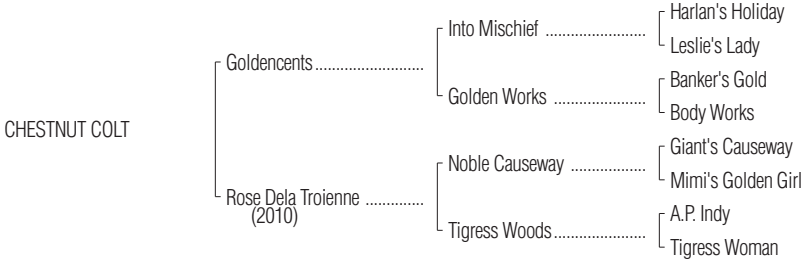 Harlan's Holiday
Into Mischief ........................
Leslie's Lady
Goldencents..........................
Banker's Gold
Golden Works ......................
Body Works
CHESTNUT COLT
Giant's Causeway
Noble Causeway ..................
Mimi's Golden Girl
Rose Dela Troienne ..............
(2010)
A.P. Indy
Tigress Woods......................
Tigress Woman